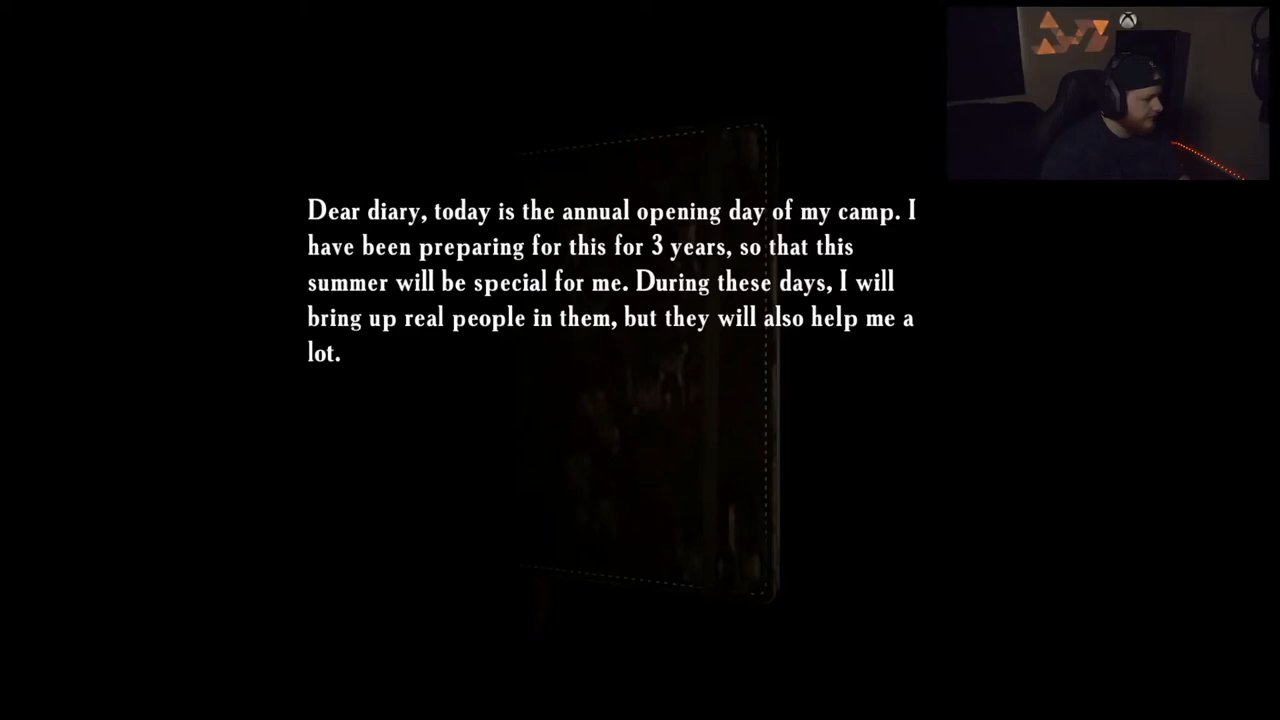 Dear diary, today is the annual opening day of my camp. I
have been preparing for this for 3 years, so that this
summer will be special for me. During these days, I will
bring up real people in them, but they will also help me a
lot.